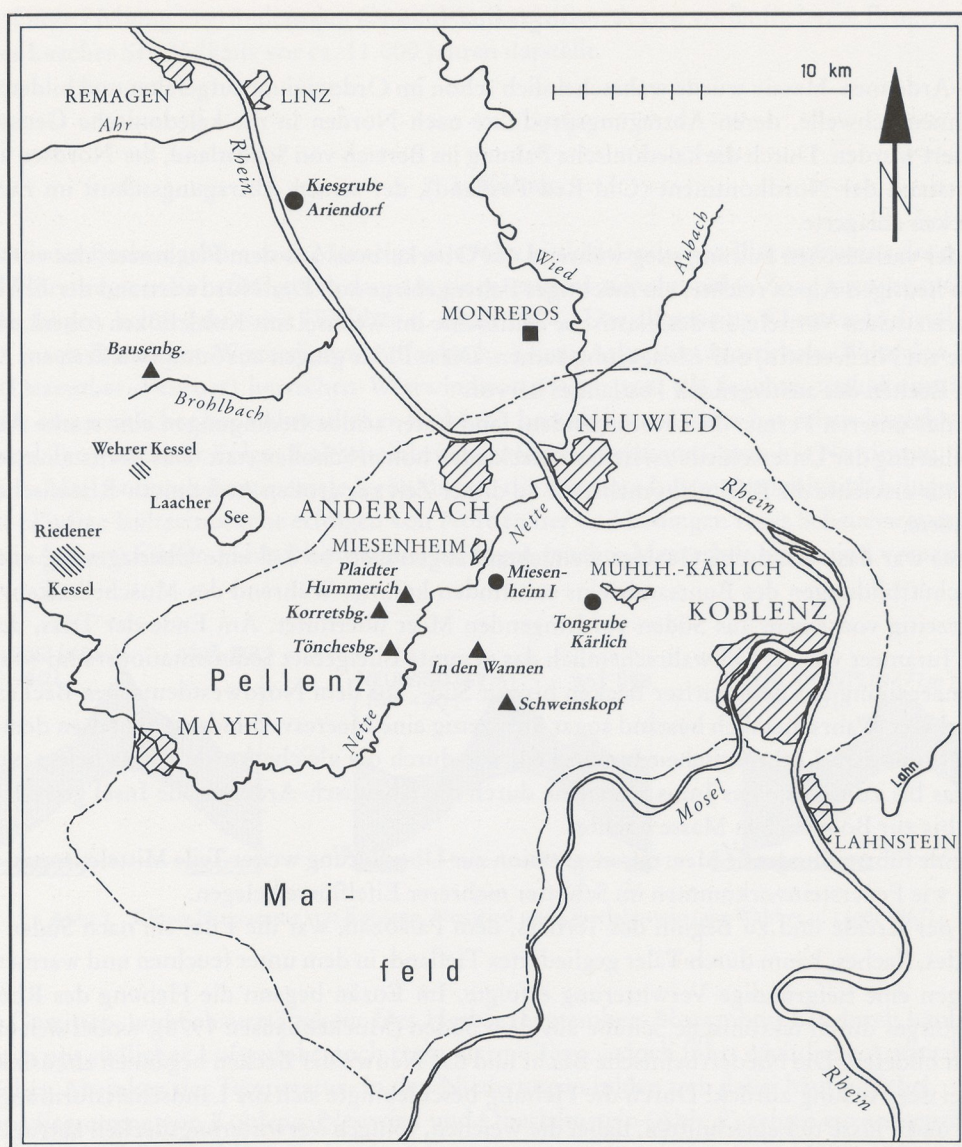 10 km
REMAGEN
LINZ
Ahr
Rhein
N
Kiesgrube
Ariendorf
Wied
Aubach
MONREPOS
Bausenbg.
Brohlbach
NEUWIED
Wehrer Kessel
Laacher
See
ANDERNACH
Nette
Rhein
Riedener
Kessel
MIESENHEIM
Plaidter
Hummerich
Miesen-
heim I
MÜHLH.-KÄRLICH
Korretsbg.
Tongrube
Kärlich
KOBLENZ
Tönchesbg.
In den Wannen
Pellenz
Schweinskopf
MAYEN
Nette
Mosel
Lahn
LAHNSTEIN
Mai-
feld
Rhein